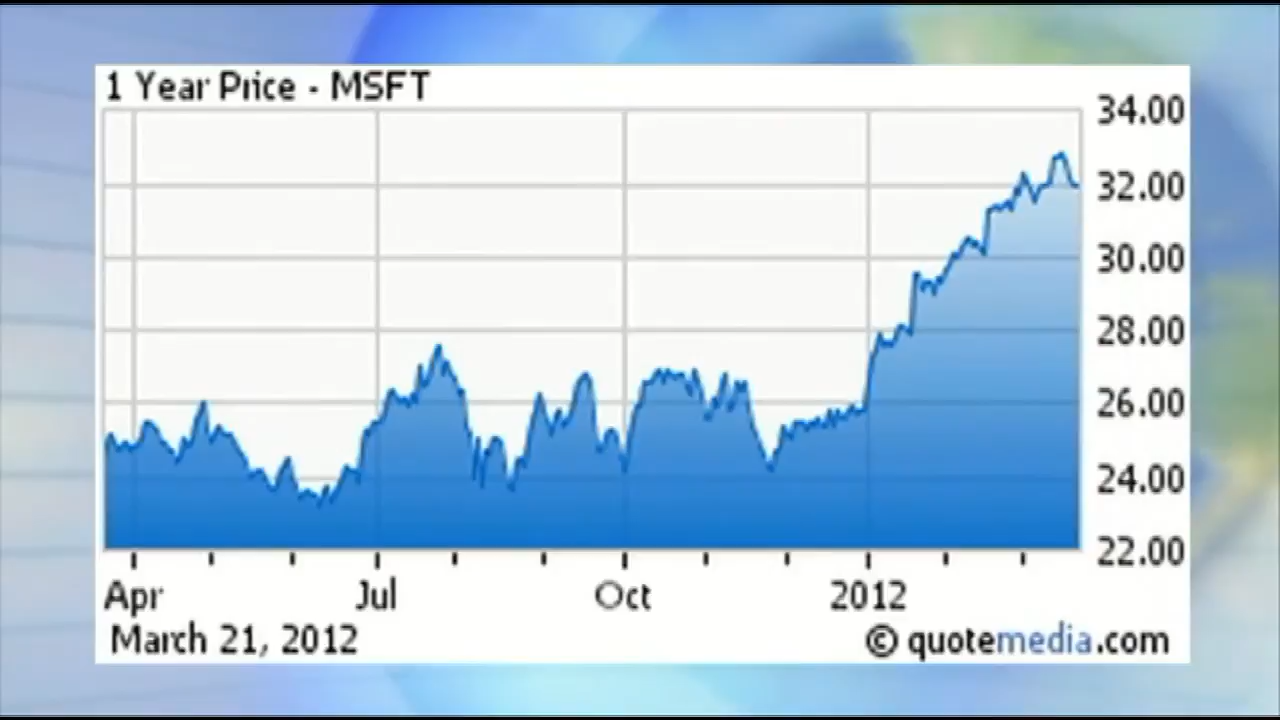 1 Year Price - MSFT
34.00
32.00
30.00
28.00
26.00
24.00
22.00
Apr Jul Oct 2012
March 21, 2012 © quotemedia.com